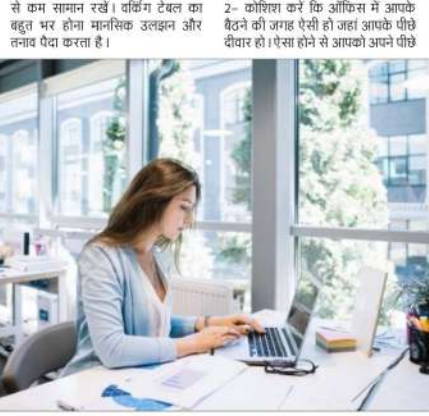 से कम सामान रखें। वर्किंग टेबल का
बहुत भर होना मानसिक उलझन और
तनाव पैदा करता है।
2- कोशिश करें कि ऑफिस में आपके
बैठने की जगह ऐसी हो जहां आपके पीछे
दीवार हो। ऐसा होने से आपको अपने पीछे